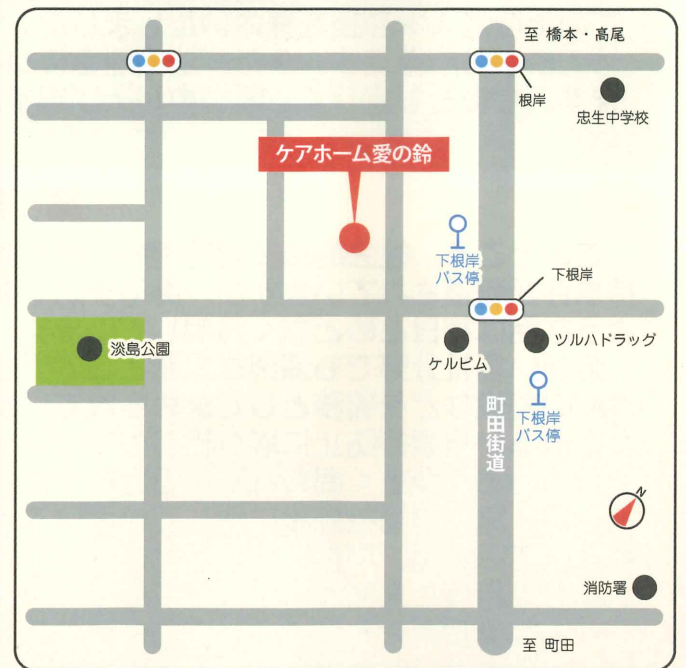 至 橋本・高尾
根岸
忠生中学校
ケアホーム愛の鈴
下根岸
バス停
下根岸
淡島公園
ケルビム
ツルハドラッグ
町田街道
下根岸
バス停
N
消防署
至 町田